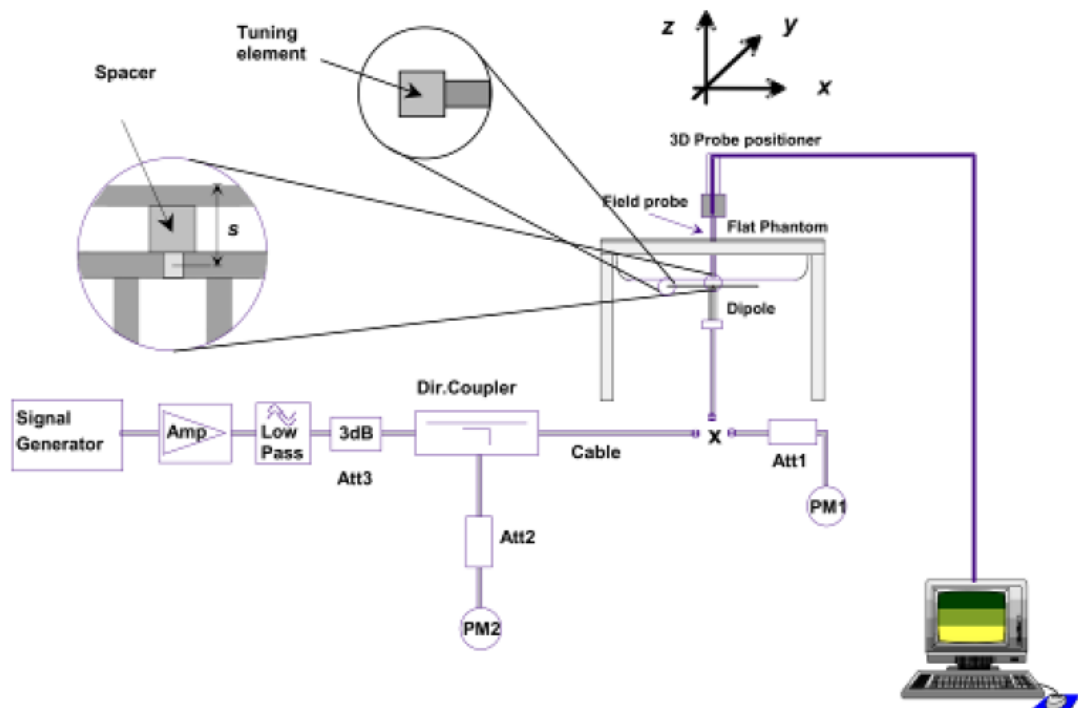 Tuning
element
Spacer
z
y
x
3D Probe positioner
Field probe
Flat Phantom
s
Dipole
Dir.Coupler
Signal
Generator
Amp
Low
Pass
3dB
Att3
Cable
x
Att1
PM1
Att2
PM2